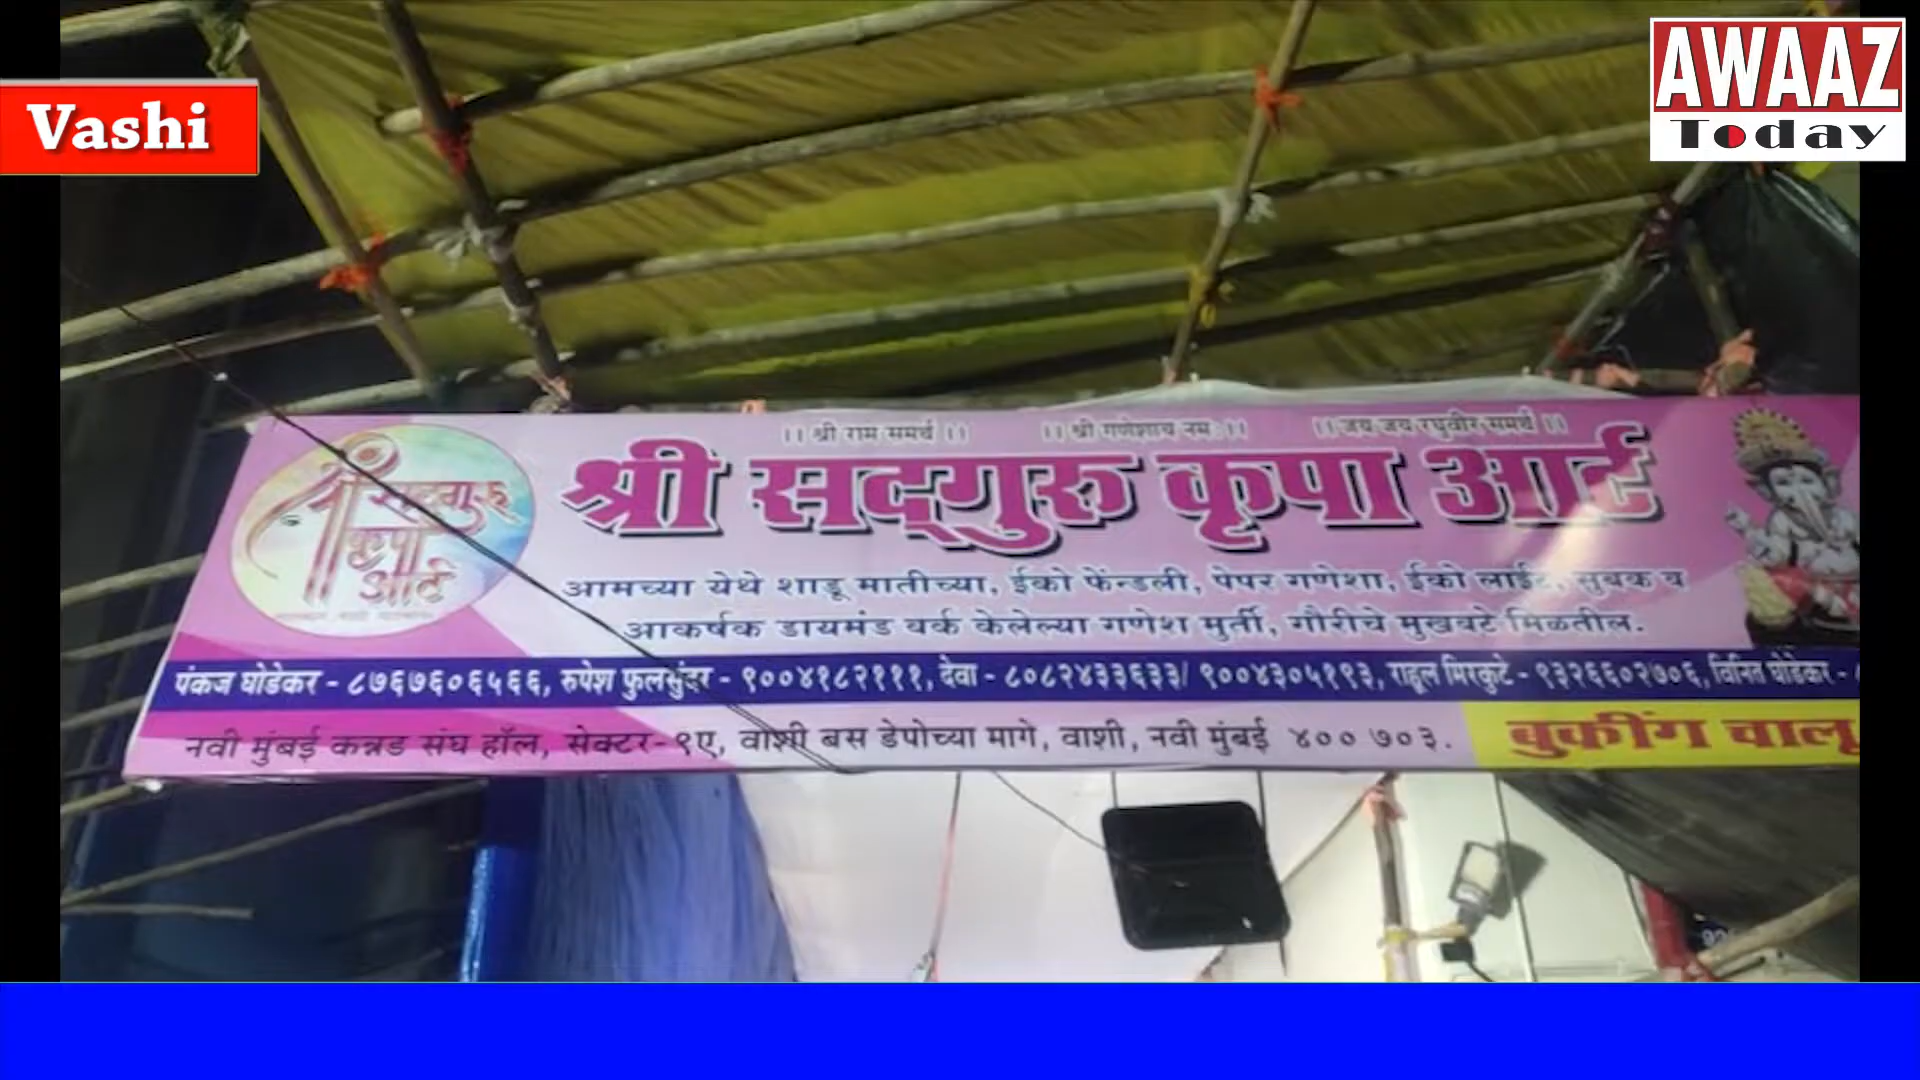 Vashi
AWAAZ
Today
।। श्री राम समर्थ ।। ।। श्री गणेशाय नमः ।। ।। जय जय रघुवीर समर्थ ।।
श्री सद्गुरु कृपा आर्ट
श्री सद्गुरु
कृपा
आर्ट
आमच्या येथे शाडू मातीच्या, ईको फेंन्डली, पेपर गणेशा, ईको लाईट, सुबक व
आकर्षक डायमंड वर्क केलेल्या गणेश मुर्ती, गौरीचे मुखवटे मिळतील.
पंकज घोडेकर - ८७६७६०६५६६, रुपेश फुलसुंदर - ९००४१८२१११, देवा - ८०८२४३३६३३/ ९००४३०५१९३, राहूल मिरकुटे - ९३२६६०२७०६, विनित घोडेकर -
नवी मुंबई कन्नड संघ हॉल, सेक्टर-९ए, वाशी बस डेपोच्या मागे, वाशी, नवी मुंबई ४०० ७०३.
बुकींग चालू